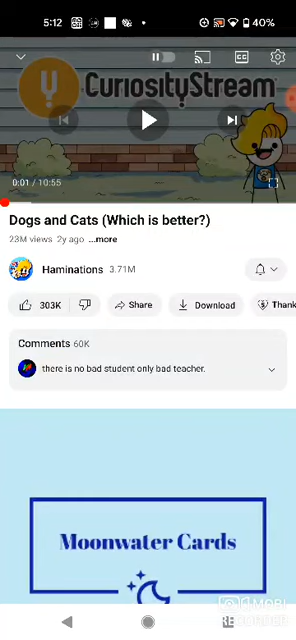 5:12
40%
CuriosityStream
0:01 / 10:55
Dogs and Cats (Which is better?)
23M views 2y ago ...more
Haminations 3.71M
303K Share Download Thank
Comments 60K
there is no bad student only bad teacher.
Moonwater Cards
MOBI
RECORDER